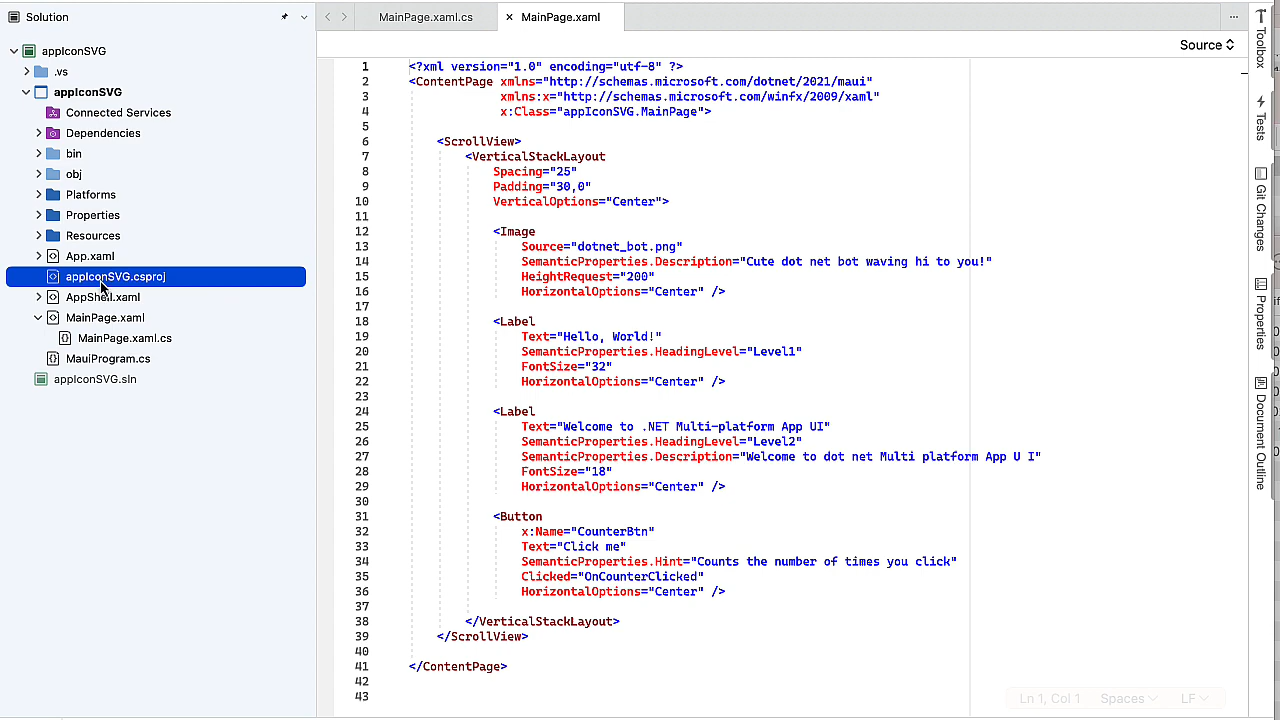 Solution
appIconSVG
.vs
appIconSVG
Connected Services
Dependencies
bin
obj
Platforms
Properties
Resources
App.xaml
appIconSVG.csproj
AppShell.xaml
MainPage.xaml
MainPage.xaml.cs
MauiProgram.cs
appIconSVG.sln
MainPage.xaml.cs
× MainPage.xaml
...
Source
1 <?xml version="1.0" encoding="utf-8" ?>
2 <ContentPage xmlns="http://schemas.microsoft.com/dotnet/2021/maui"
3 xmlns:x="http://schemas.microsoft.com/winfx/2009/xaml"
4 x:Class="appIconSVG.MainPage">
5
6 <ScrollView>
7 <VerticalStackLayout
8 Spacing="25"
9 Padding="30,0"
10 VerticalOptions="Center">
11
12 <Image
13 Source="dotnet_bot.png"
14 SemanticProperties.Description="Cute dot net bot waving hi to you!"
15 HeightRequest="200"
16 HorizontalOptions="Center" />
17
18 <Label
19 Text="Hello, World!"
20 SemanticProperties.HeadingLevel="Level1"
21 FontSize="32"
22 HorizontalOptions="Center" />
23
24 <Label
25 Text="Welcome to .NET Multi-platform App UI"
26 SemanticProperties.HeadingLevel="Level2"
27 SemanticProperties.Description="Welcome to dot net Multi platform App U I"
28 FontSize="18"
29 HorizontalOptions="Center" />
30
31 <Button
32 x:Name="CounterBtn"
33 Text="Click me"
34 SemanticProperties.Hint="Counts the number of times you click"
35 Clicked="OnCounterClicked"
36 HorizontalOptions="Center" />
37
38 </VerticalStackLayout>
39 </ScrollView>
40
41 </ContentPage>
42
43
Ln 1, Col 1 Spaces LF
Toolbox
Tests
Git Changes
Properties
Document Outline